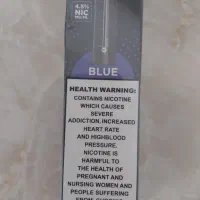 4.5%
NIC
BLUE
HEALTH WARNING:
CONTAINS NICOTINE
WHICH CAUSES
SEVERE
ADDICTION, INCREASED
HEART RATE
AND HIGHBLOOD
PRESSURE,
NICOTINE IS
HARMFUL TO
THE HEALTH OF
PREGNANT AND
NURSING WOMEN AND
PEOPLE SUFFERING